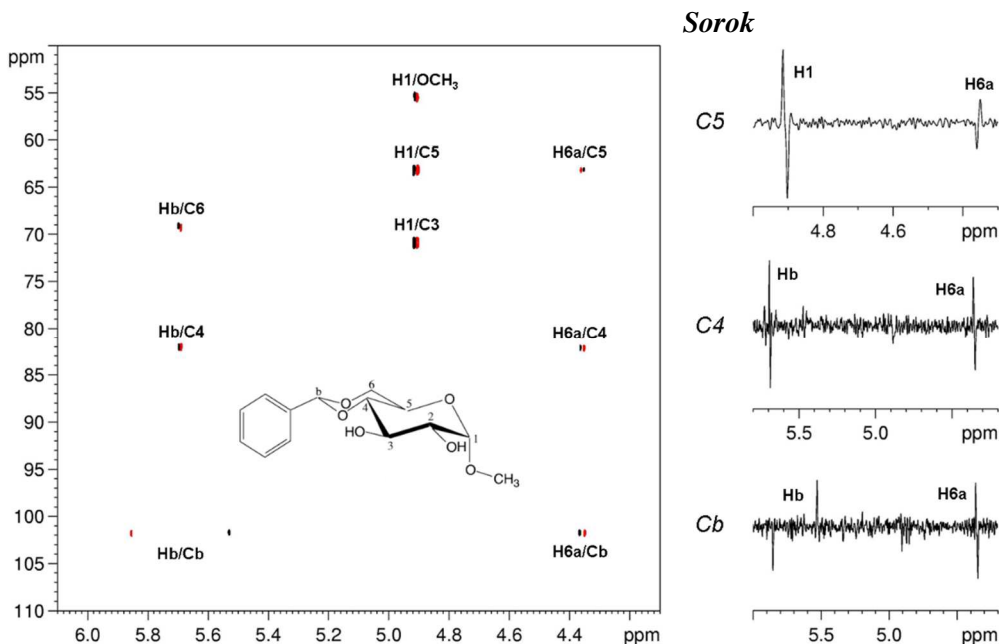 Sorok
ppm
55
60
65
70
75
80
85
90
95
100
105
110
6.0 5.8 5.6 5.4 5.2 5.0 4.8 4.6 4.4 ppm
H1/OCH3
H1/C5
H6a/C5
Hb/C6
H1/C3
Hb/C4
H6a/C4
Hb/Cb
H6a/Cb
b
O
O
6
4
5
O
HO
3
2
OH
1
O
CH3
C5
H1
H6a
4.8 4.6 ppm
C4
Hb
H6a
5.5 5.0 ppm
Cb
Hb
H6a
5.5 5.0 ppm